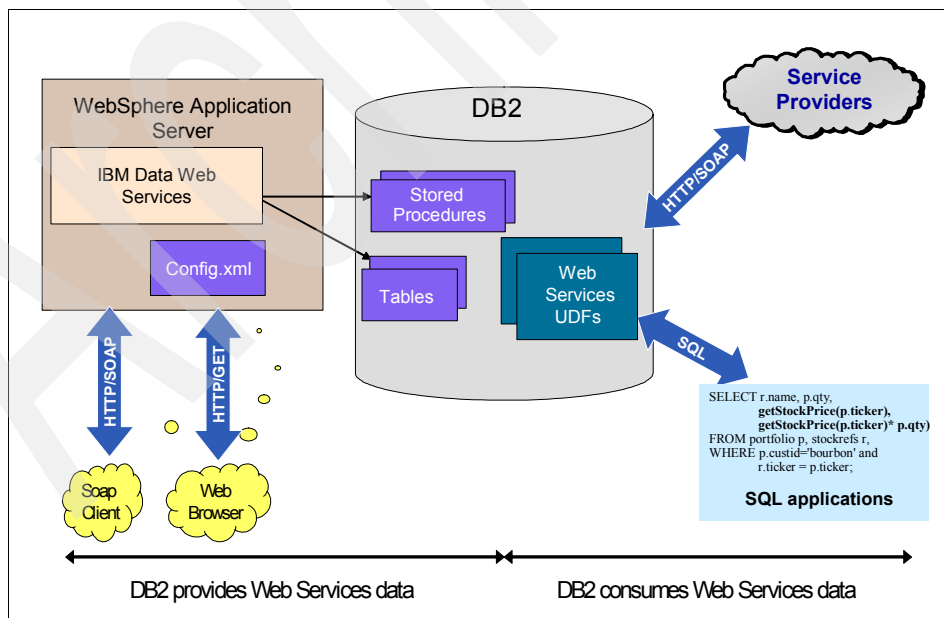 WebSphere Application
Server
IBM Data Web
Services
Config.xml
DB2
Stored
Procedures
Tables
Web
Services
UDFs
Service
Providers
HTTP/SOAP
SQL
HTTP/SOAP
HTTP/GET
Soap
Client
Web
Browser
SELECT r.name, p.qty,
getStockPrice(p.ticker),
getStockPrice(p.ticker)* p.qty)
FROM portfolio p, stockrefs r,
WHERE p.custid='bourbon' and
r.ticker = p.ticker;
SQL applications
DB2 provides Web Services data
DB2 consumes Web Services data